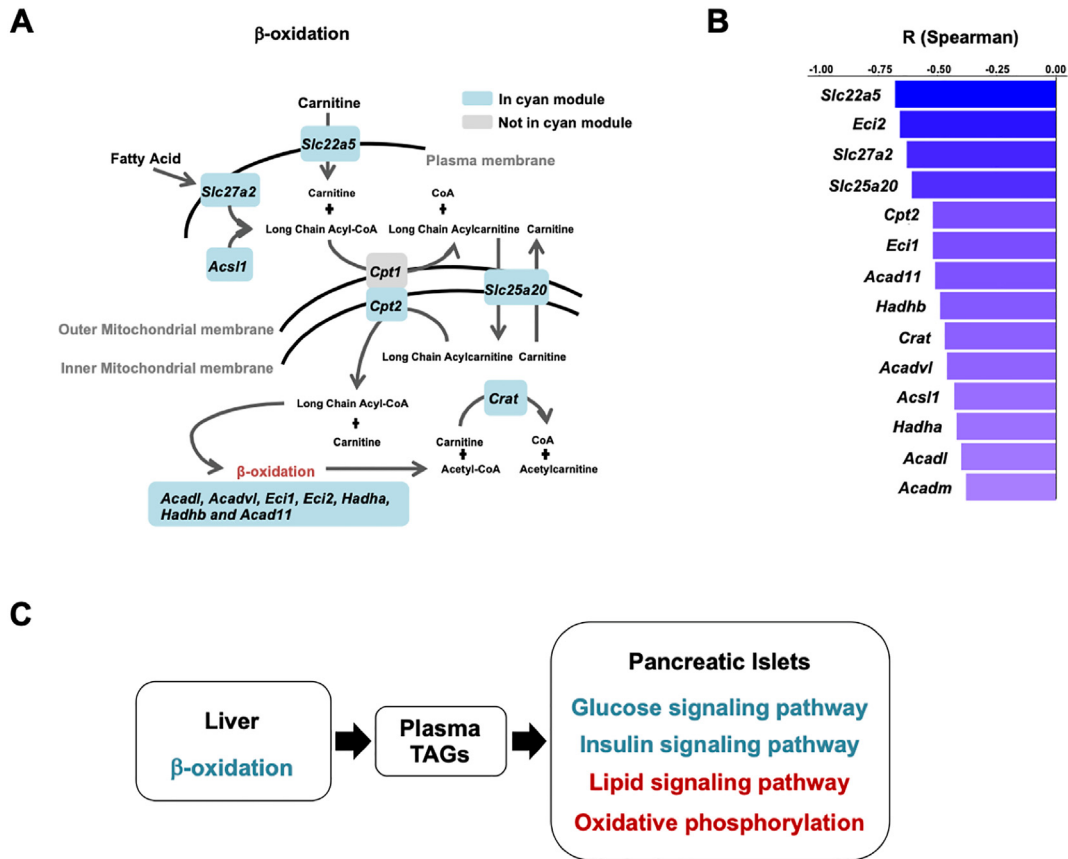 A
β-oxidation
Carnitine
In cyan module
Not in cyan module
Slc22a5
Plasma membrane
Fatty Acid
Slc27a2
Carnitine
CoA
+
+
Long Chain Acyl-CoA
Long Chain Acylcarnitine
Carnitine
Acsl1
Cpt1
Slc25a20
Cpt2
Outer Mitochondrial membrane
Inner Mitochondrial membrane
Long Chain Acylcarnitine
Carnitine
Long Chain Acyl-CoA
+
Carnitine
Crat
Carnitine
+
Acetyl-CoA
CoA
+
Acetylcarnitine
β-oxidation
Acadl, Acadvl, Eci1, Eci2, Hadha,
Hadhb and Acad11
B
R (Spearman)
-1.00 -0.75 -0.50 -0.25 0.00
Slc22a5
Eci2
Slc27a2
Slc25a20
Cpt2
Eci1
Acad11
Hadhb
Crat
Acadvl
Acsl1
Hadha
Acadl
Acadm
C
Liver
β-oxidation
Plasma
TAGs
Pancreatic Islets
Glucose signaling pathway
Insulin signaling pathway
Lipid signaling pathway
Oxidative phosphorylation